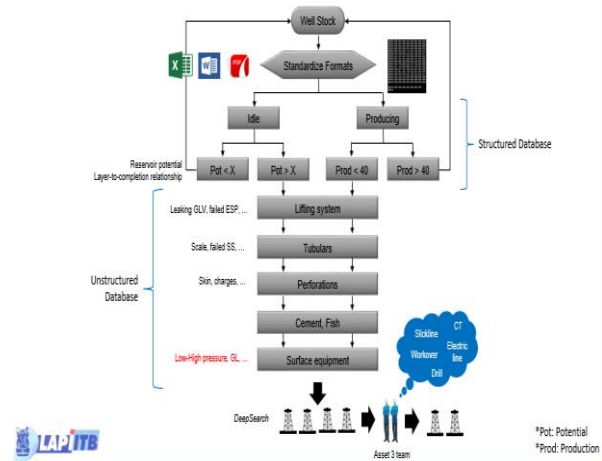 Well Stock
PDF
Standardize Formats
Idle
Producing
Structured Database
Reservoir potential
Layer-to-completion relationship
Pot < X
Pot > X
Prod < 40
Prod > 40
Leaking GLV, failed ESP, ...
Lifting system
Scale, failed SS, ...
Tubulars
Unstructured
Database
Skin, charges, ...
Perforations
Cement, Fish
Low-High pressure, GL, ...
Surface equipment
Slickline
CT
Workover
Electric
line
Drill
DeepSearch
Asset 3 team
LAPI ITB
*Pot: Potential
*Prod: Production